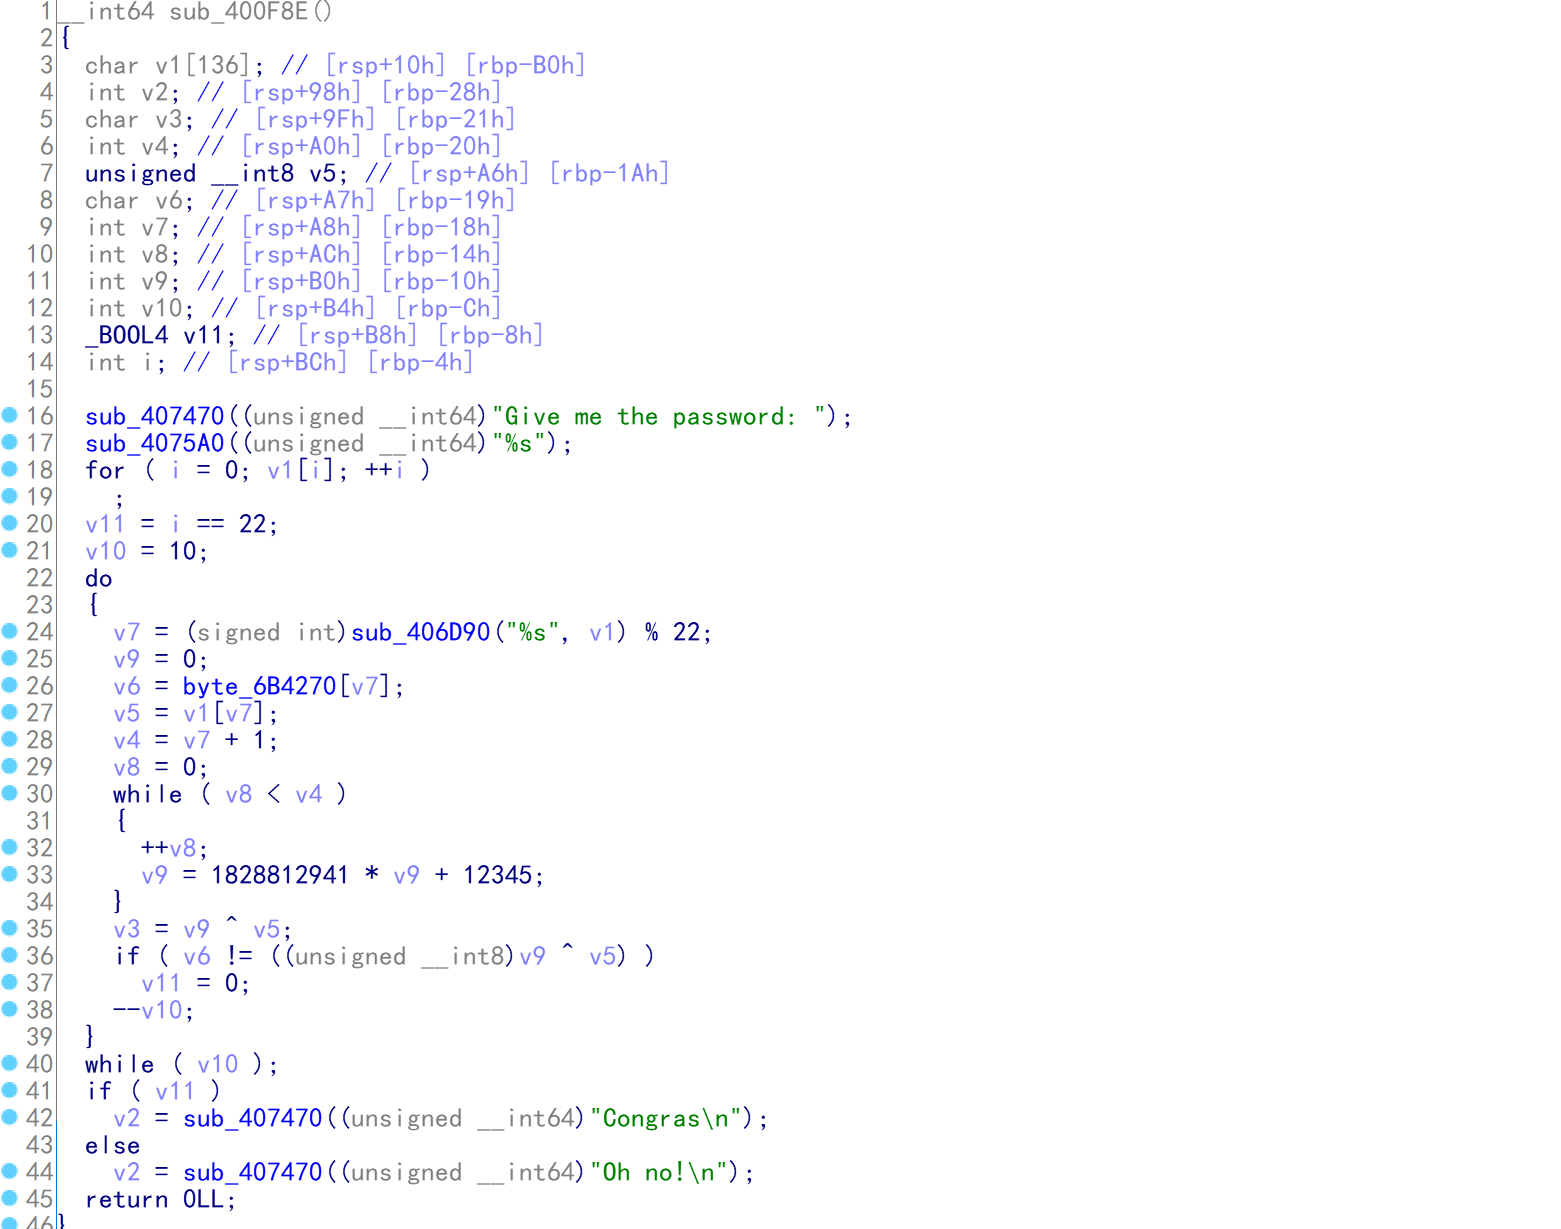 1 __int64 sub_400F8E()
2 {
3 char v1[136]; // [rsp+10h] [rbp-B0h]
4 int v2; // [rsp+98h] [rbp-28h]
5 char v3; // [rsp+9Fh] [rbp-21h]
6 int v4; // [rsp+A0h] [rbp-20h]
7 unsigned __int8 v5; // [rsp+A6h] [rbp-1Ah]
8 char v6; // [rsp+A7h] [rbp-19h]
9 int v7; // [rsp+A8h] [rbp-18h]
10 int v8; // [rsp+ACh] [rbp-14h]
11 int v9; // [rsp+B0h] [rbp-10h]
12 int v10; // [rsp+B4h] [rbp-Ch]
13 _BOOL4 v11; // [rsp+B8h] [rbp-8h]
14 int i; // [rsp+BCh] [rbp-4h]
15
16 sub_407470((unsigned __int64)"Give me the password: ");
17 sub_4075A0((unsigned __int64)"%s");
18 for ( i = 0; v1[i]; ++i )
19 ;
20 v11 = i == 22;
21 v10 = 10;
22 do
23 {
24 v7 = (signed int)sub_406D90("%s", v1) % 22;
25 v9 = 0;
26 v6 = byte_6B4270[v7];
27 v5 = v1[v7];
28 v4 = v7 + 1;
29 v8 = 0;
30 while ( v8 < v4 )
31 {
32 ++v8;
33 v9 = 1828812941 * v9 + 12345;
34 }
35 v3 = v9 ^ v5;
36 if ( v6 != ((unsigned __int8)v9 ^ v5) )
37 v11 = 0;
38 --v10;
39 }
40 while ( v10 );
41 if ( v11 )
42 v2 = sub_407470((unsigned __int64)"Congras\n");
43 else
44 v2 = sub_407470((unsigned __int64)"Oh no!\n");
45 return 0LL;
46 }